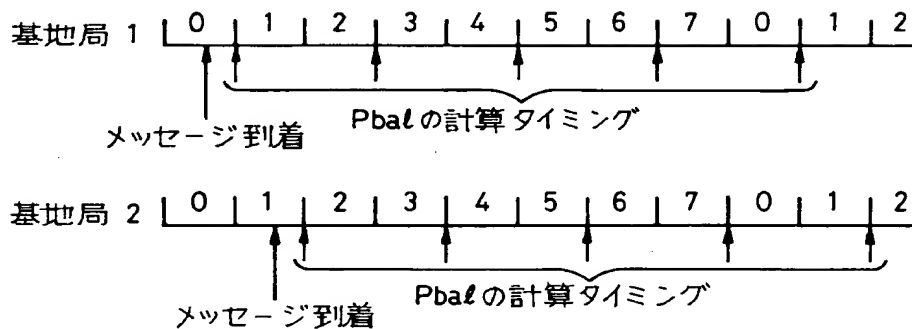 基地局 1 0 1 2 3 4 5 6 7 0 1 2
Pbalの計算タイミング
メッセージ到着
基地局 2 0 1 2 3 4 5 6 7 0 1 2
Pbalの計算タイミング
メッセージ到着